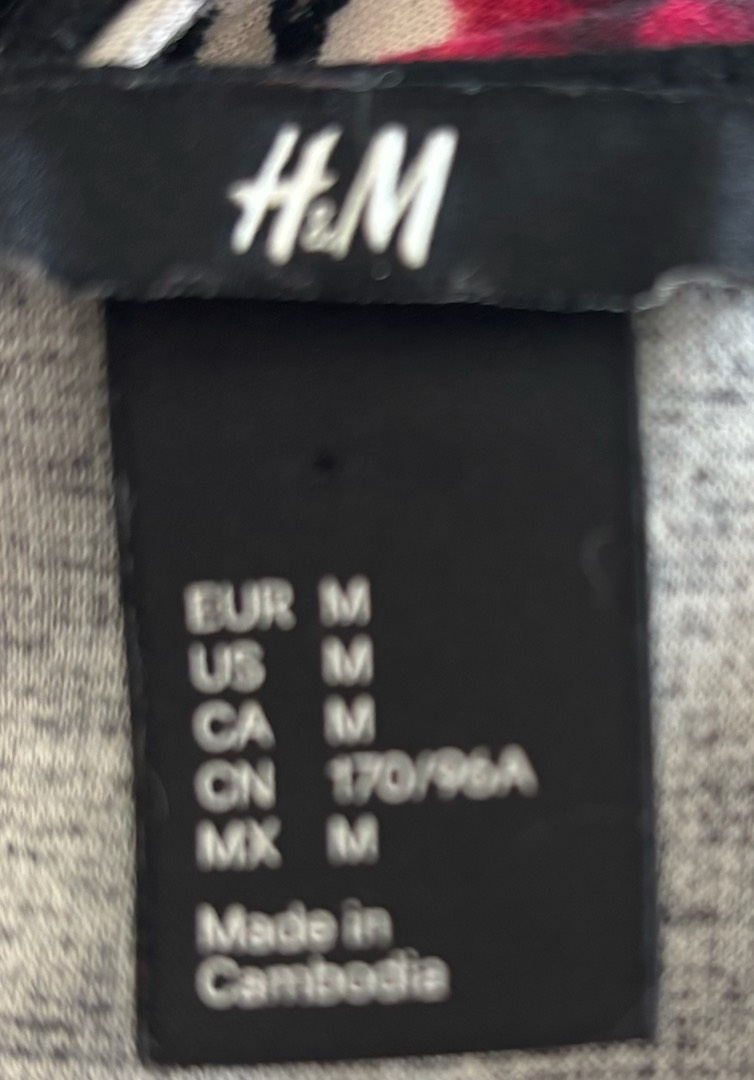 H&M
EUR M
US M
CA M
CN 170/96A
MX M
Made in
Cambodia